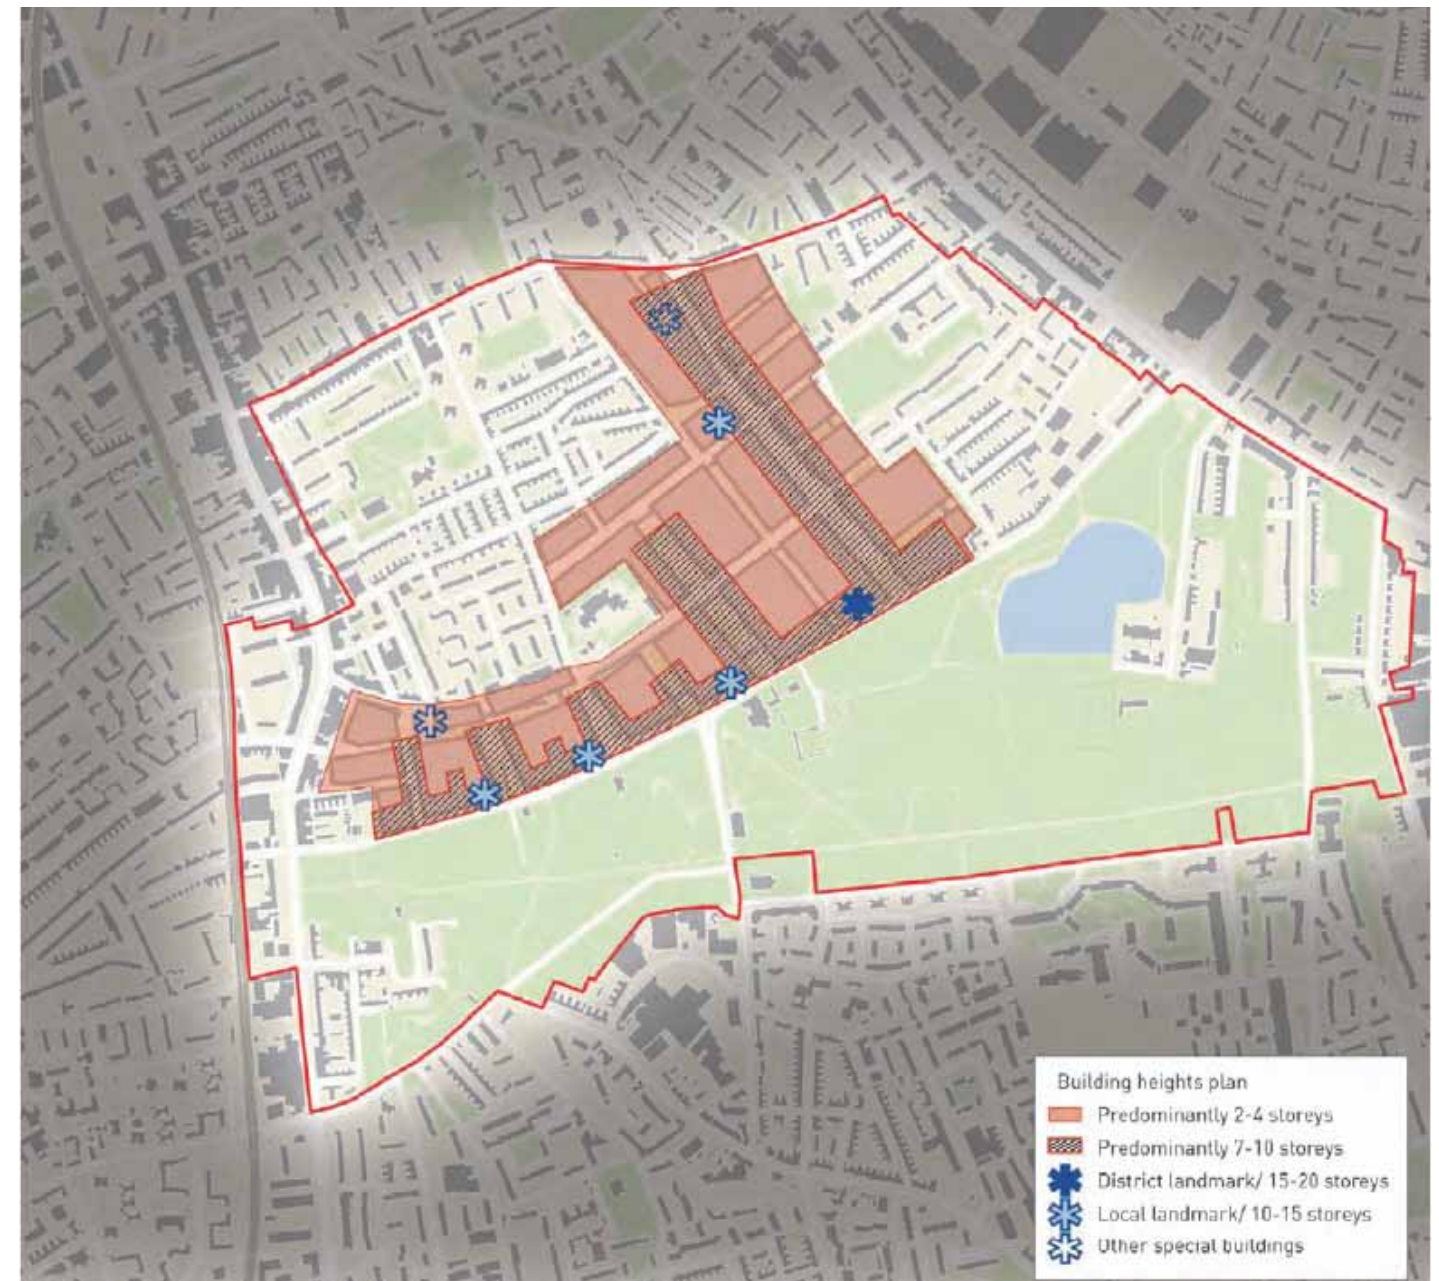 Building heights plan
Predominantly 2-4 storeys
Predominantly 7-10 storeys
District landmark/ 15-20 storeys
Local landmark/ 10-15 storeys
Other special buildings